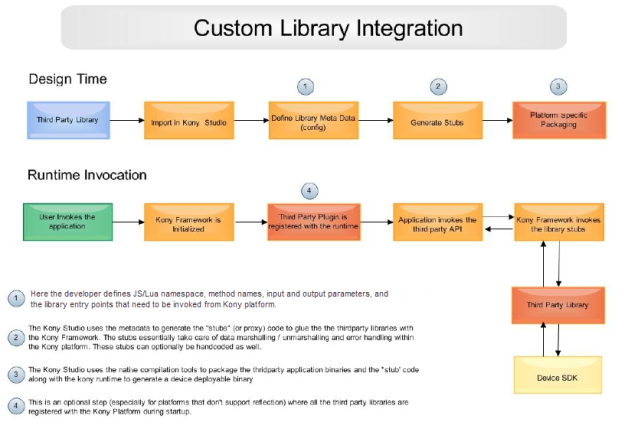 Custom Library Integration
Design Time
1
2
3
Third Party Library
Import in Kony Studio
Define Library Meta Data
(config)
Generate Stubs
Platform specific
Packaging
Runtime Invocation
4
User Invokes the
application
Kony Framework is
Initialized
Third Party Plugin is
registered with the runtime
Application invokes the
third party API
Kony Framework invokes
the library stubs
Third Party Library
Device SDK
1
Here the developer defines JS/Lua namespace, method names, input and output parameters, and
the library entry points that need to be invoked from Kony platform.
2
The Kony Studio uses the metadata to generate the "stubs" (or proxy) code to glue the the thirdparty libraries with
the Kony Framework. The stubs essentially take care of data marshalling / unmarshalling and error handling within
the Kony platform. These stubs can optionally be handcoded as well.
3
The Kony Studio uses the native compilation tools to package the thirdparty application binaries and the "stub' code
along with the kony runtime to generate a device deployable binary
4
This is an optional step (especially for platforms that don't support reflection) where all the third party libraries are
registered with the Kony Platform during startup.